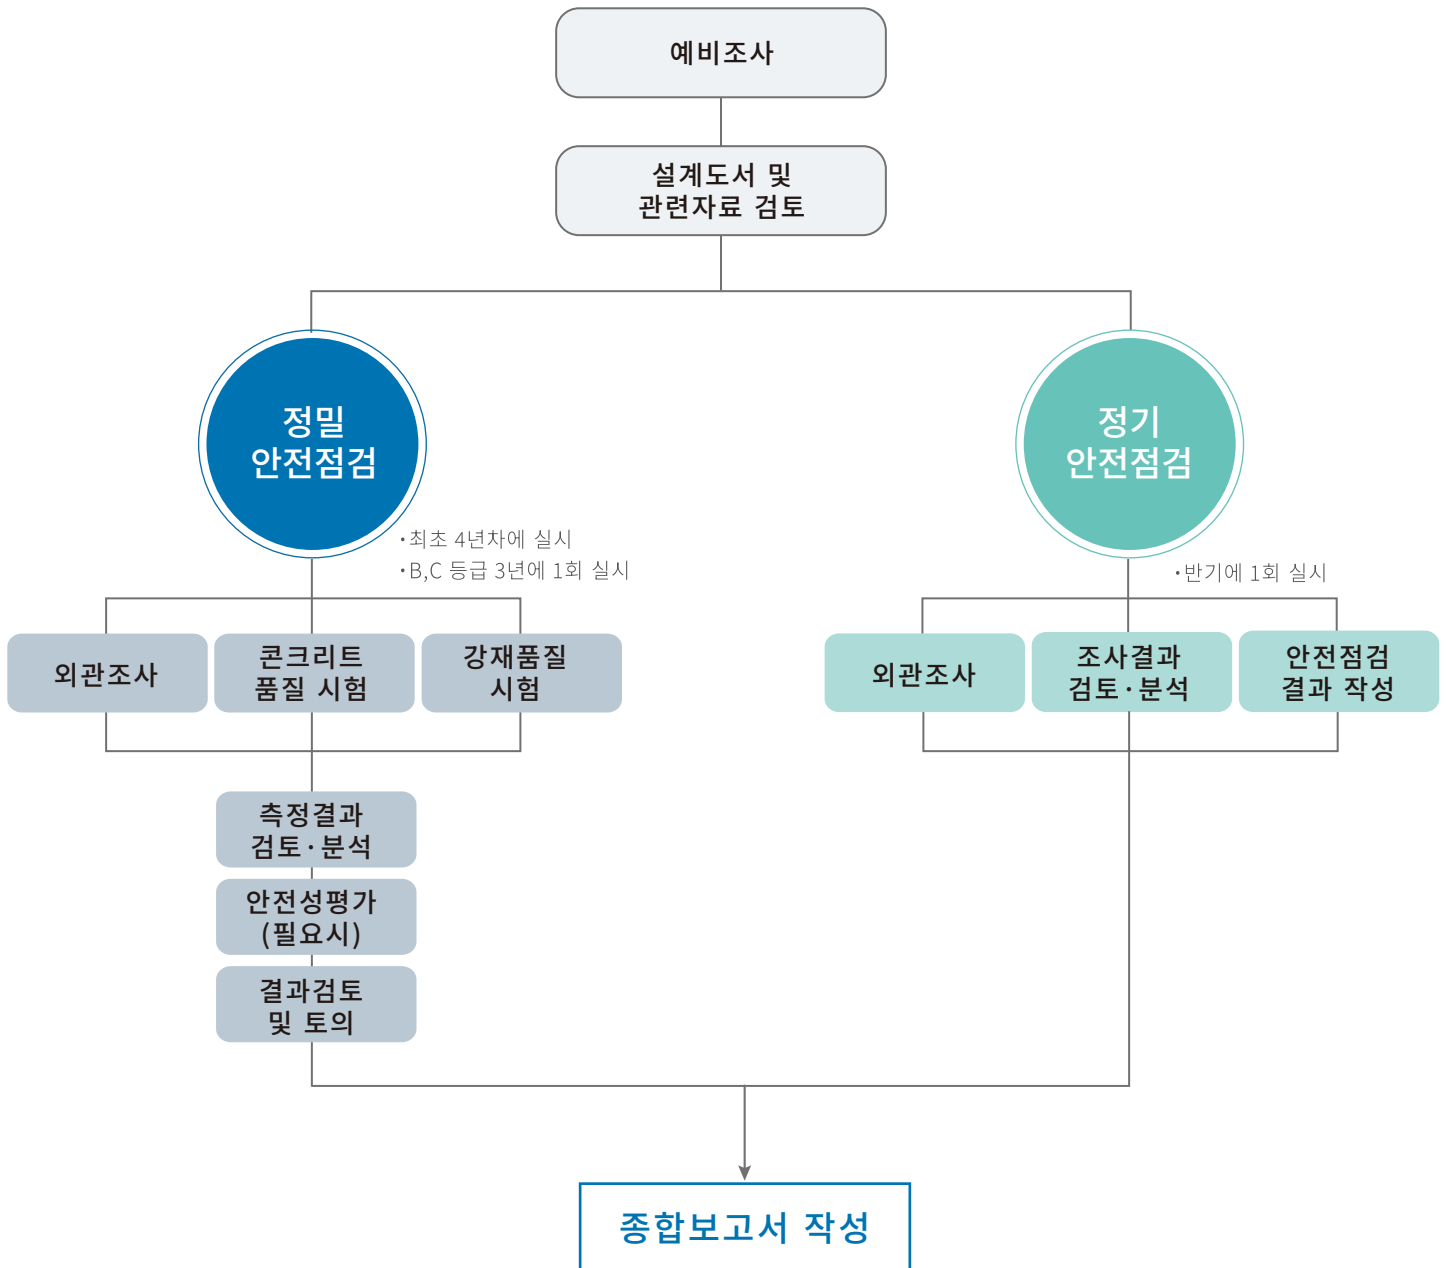 예비조사
설계도서 및
관련자료 검토
정밀
안전점검
·최초 4년차에 실시
·B,C 등급 3년에 1회 실시
정기
안전점검
·반기에 1회 실시
외관조사
콘크리트
품질 시험
강재품질
시험
외관조사
조사결과
검토·분석
안전점검
결과 작성
측정결과
검토·분석
안전성평가
(필요시)
결과검토
및 토의
종합보고서 작성